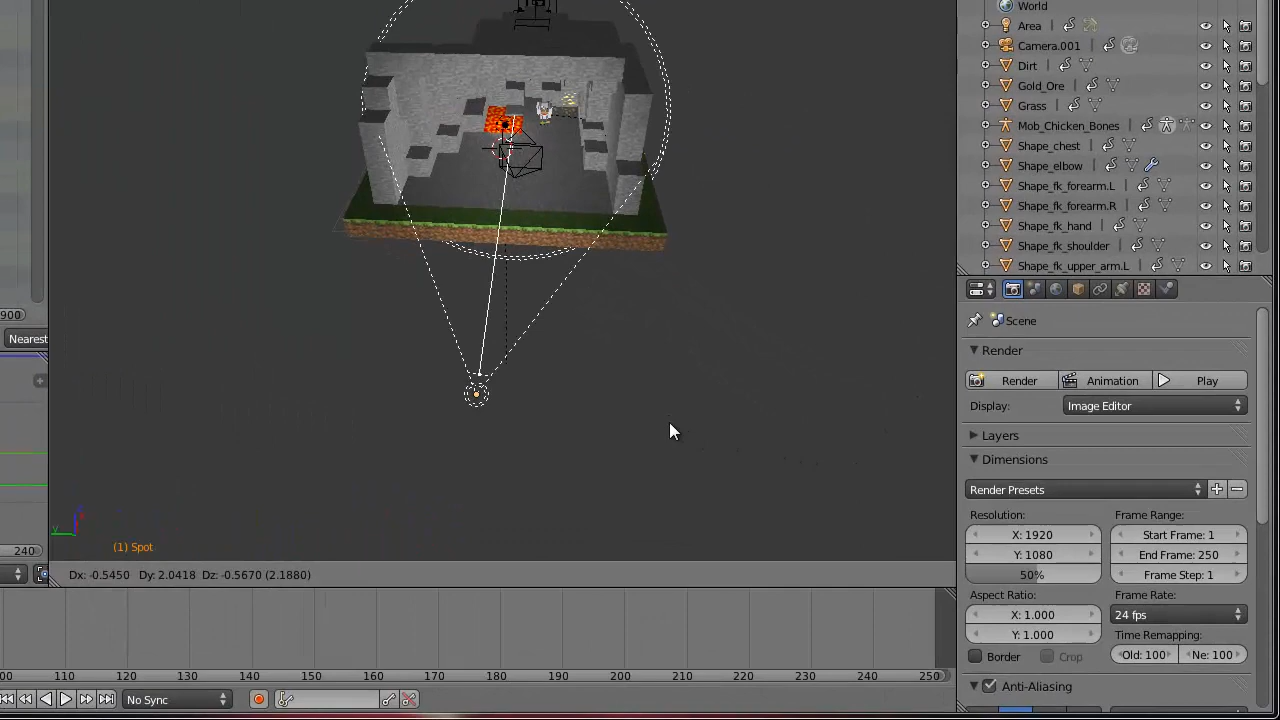 World
Area
Camera.001
Dirt
Gold_Ore
Grass
Mob_Chicken_Bones
Shape_chest
Shape_elbow
Shape_fk_forearm.L
Shape_fk_forearm.R
Shape_fk_hand
Shape_fk_shoulder
Shape_fk_upper_arm.L
900
Nearest
240
Scene
Render
Render Animation Play
Display: Image Editor
Layers
Dimensions
Render Presets
Resolution: Frame Range:
X: 1920 Start Frame: 1
Y: 1080 End Frame: 250
50% Frame Step: 1
Aspect Ratio: Frame Rate:
X: 1.000 24 fps
Y: 1.000 Time Remapping:
Border Crop Old: 100 Ne: 100
Anti-Aliasing
y
(1) Spot
Dx: -0.5450 Dy: 2.0418 Dz: -0.5670 (2.1880)
00 110 120 130 140 150 160 170 180 190 200 210 220 230 240 250
No Sync